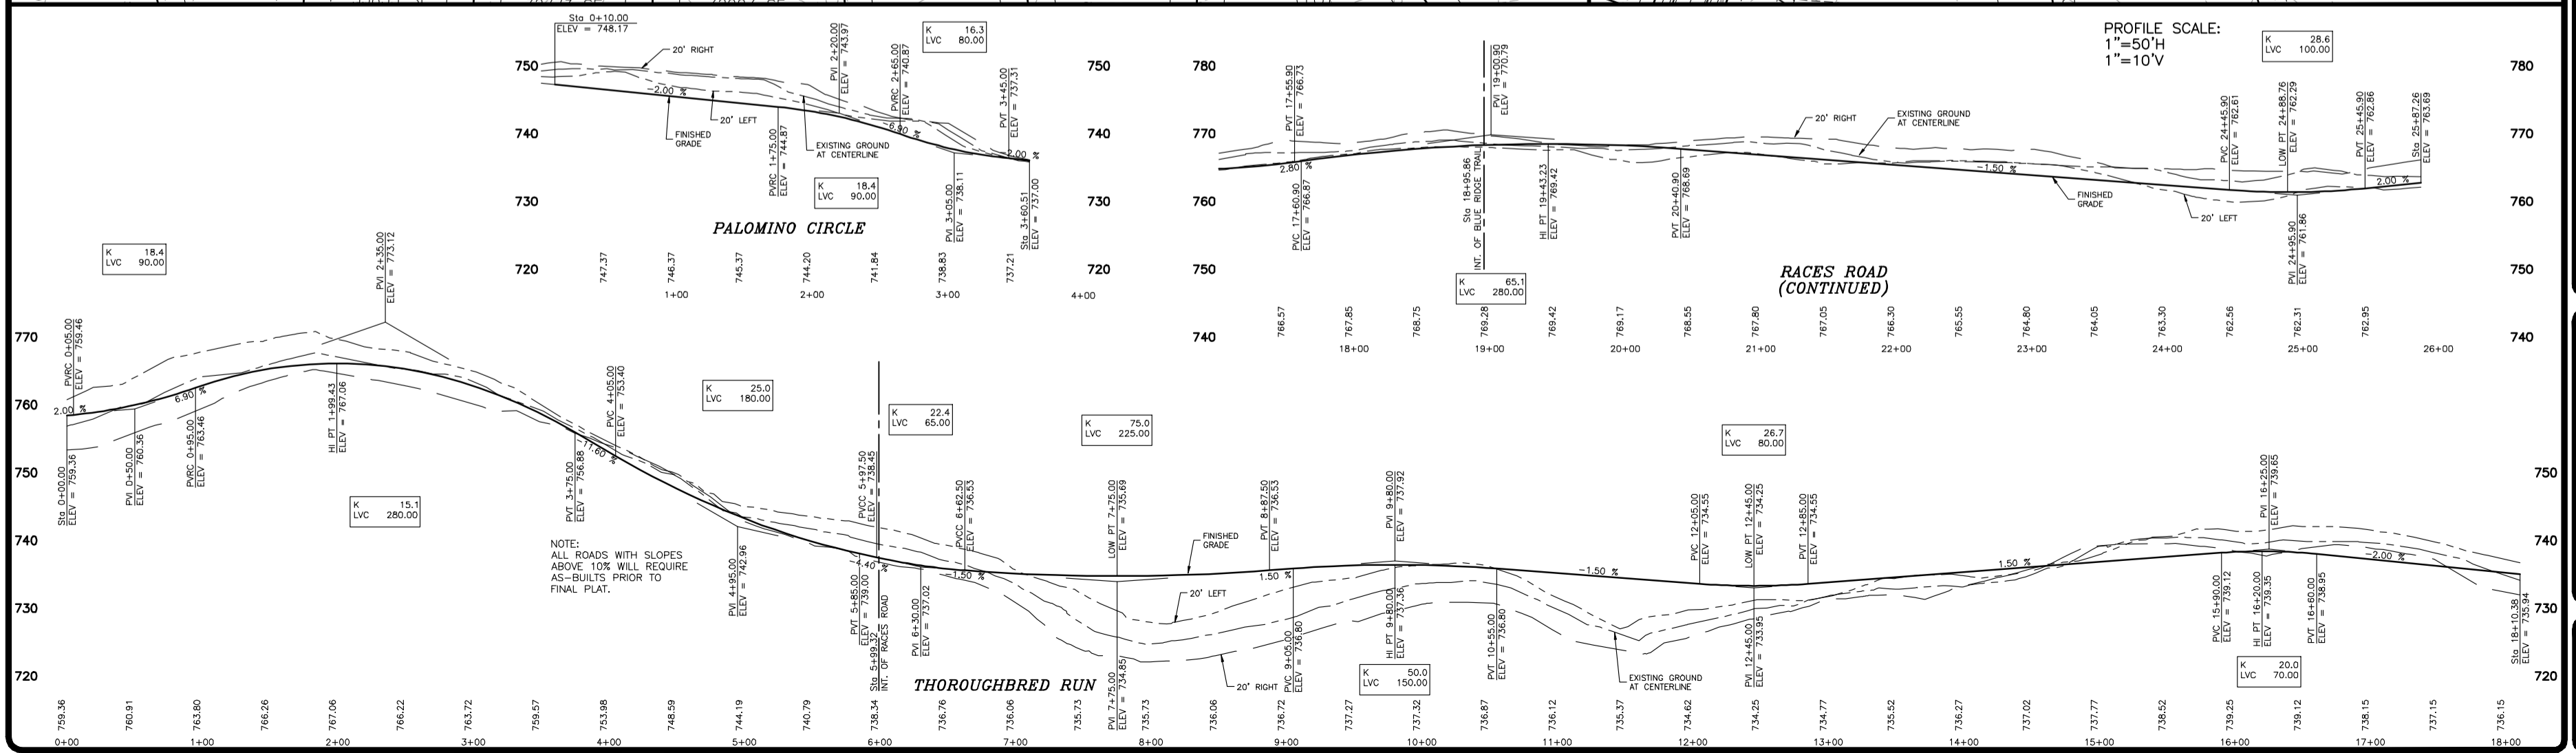 Sta 0+10.00
ELEV = 748.17
20' RIGHT
-2.00 %
20' LEFT
FINISHED
GRADE
PVRC 1+75.00
ELEV = 744.87
EXISTING GROUND
AT CENTERLINE
PVI 2+20.00
ELEV = 743.97
PVRC 2+65.00
ELEV = 740.87
K 16.3
LVC 80.00
-6.90 %
PVT 3+45.00
ELEV = 737.31
-2.00 %
K 18.4
LVC 90.00
PVI 3+05.00
ELEV = 738.11
Sta 3+60.51
ELEV = 737.00
750
740
730
720
750
740
730
720
PALOMINO CIRCLE
747.37
746.37
745.37
744.20
741.84
738.83
737.21
1+00
2+00
3+00
4+00
PROFILE SCALE:
1"=50'H
1"=10'V
K 28.6
LVC 100.00
780
770
760
750
740
780
770
760
750
740
PVT 17+55.90
ELEV = 766.73
2.80 %
PVC 17+60.90
ELEV = 766.87
Sta 18+95.86
INT. OF BLUE RIDGE TRAIL
PVI 19+00.90
ELEV = 770.79
HI PT 19+43.23
ELEV = 769.42
PVT 20+40.90
ELEV = 768.69
K 65.1
LVC 280.00
20' RIGHT
EXISTING GROUND
AT CENTERLINE
-1.50 %
FINISHED
GRADE
20' LEFT
PVC 24+45.90
ELEV = 762.61
LOW PT 24+88.76
ELEV = 762.29
PVI 24+95.90
ELEV = 761.86
PVT 25+45.90
ELEV = 762.86
2.00 %
Sta 25+87.26
ELEV = 763.69
RACES ROAD
(CONTINUED)
766.57
767.85
768.75
769.28
769.42
769.17
768.55
767.80
767.05
766.30
765.55
764.80
764.05
763.30
762.56
762.31
762.95
18+00
19+00
20+00
21+00
22+00
23+00
24+00
25+00
26+00
K 18.4
LVC 90.00
770
760
750
740
730
720
750
740
730
720
PVRC 0+05.00
ELEV = 759.46
2.00 %
Sta 0+00.00
ELEV = 759.36
PVI 0+50.00
ELEV = 760.36
6.90 %
PVRC 0+95.00
ELEV = 763.46
HI PT 1+99.43
ELEV = 767.06
PVI 2+35.00
ELEV = 773.12
K 15.1
LVC 280.00
PVT 3+75.00
ELEV = 756.88
-11.60 %
PVC 4+05.00
ELEV = 753.40
NOTE:
ALL ROADS WITH SLOPES
ABOVE 10% WILL REQUIRE
AS-BUILTS PRIOR TO
FINAL PLAT.
K 25.0
LVC 180.00
PVI 4+95.00
ELEV = 742.96
PVT 5+85.00
ELEV = 739.00
PVCC 5+97.50
ELEV = 738.45
-4.40 %
Sta 5+99.32
INT. OF RACES ROAD
K 22.4
LVC 65.00
PVI 6+30.00
ELEV = 737.02
PVCC 6+62.50
ELEV = 736.53
-1.50 %
K 75.0
LVC 225.00
LOW PT 7+75.00
ELEV = 735.69
PVI 7+75.00
ELEV = 734.85
FINISHED
GRADE
20' LEFT
20' RIGHT
PVT 8+87.50
ELEV = 736.53
1.50 %
PVC 9+05.00
ELEV = 736.80
PVI 9+80.00
ELEV = 737.92
HI PT 9+80.00
ELEV = 737.36
K 50.0
LVC 150.00
PVT 10+55.00
ELEV = 736.80
-1.50 %
EXISTING GROUND
AT CENTERLINE
K 26.7
LVC 80.00
PVC 12+05.00
ELEV = 734.55
LOW PT 12+45.00
ELEV = 734.25
PVI 12+45.00
ELEV = 733.95
PVT 12+85.00
ELEV = 734.55
1.50 %
PVC 15+90.00
ELEV = 739.12
HI PT 16+20.00
ELEV = 739.35
PVI 16+25.00
ELEV = 739.65
PVT 16+60.00
ELEV = 738.95
-2.00 %
K 20.0
LVC 70.00
Sta 18+10.38
ELEV = 735.94
THOROUGHBRED RUN
759.36
760.91
763.80
766.26
767.06
766.22
763.72
759.57
753.98
748.59
744.19
740.79
738.34
736.76
736.06
735.73
735.73
736.06
736.72
737.27
737.32
736.87
736.12
735.37
734.62
734.25
734.77
735.52
736.27
737.02
737.77
738.52
739.25
739.12
738.15
737.15
736.15
0+00
1+00
2+00
3+00
4+00
5+00
6+00
7+00
8+00
9+00
10+00
11+00
12+00
13+00
14+00
15+00
16+00
17+00
18+00